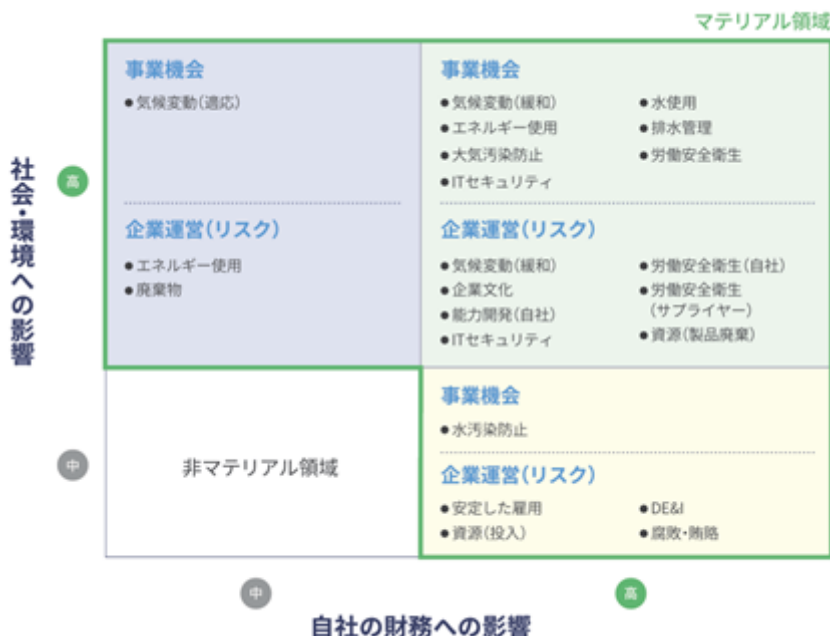 マテリアル領域
事業機会
●気候変動(適応)
企業運営(リスク)
●エネルギー使用
●廃棄物
事業機会
●気候変動(緩和)
●エネルギー使用
●大気汚染防止
●ITセキュリティ
●水使用
●排水管理
●労働安全衛生
企業運営(リスク)
●気候変動(緩和)
●企業文化
●能力開発(自社)
●ITセキュリティ
●労働安全衛生(自社)
●労働安全衛生
(サプライヤー)
●資源(製品廃棄)
社会・環境への影響
高
中
非マテリアル領域
事業機会
●水汚染防止
企業運営(リスク)
●安定した雇用
●資源(投入)
●DE&I
●腐敗・賄賂
中
高
自社の財務への影響